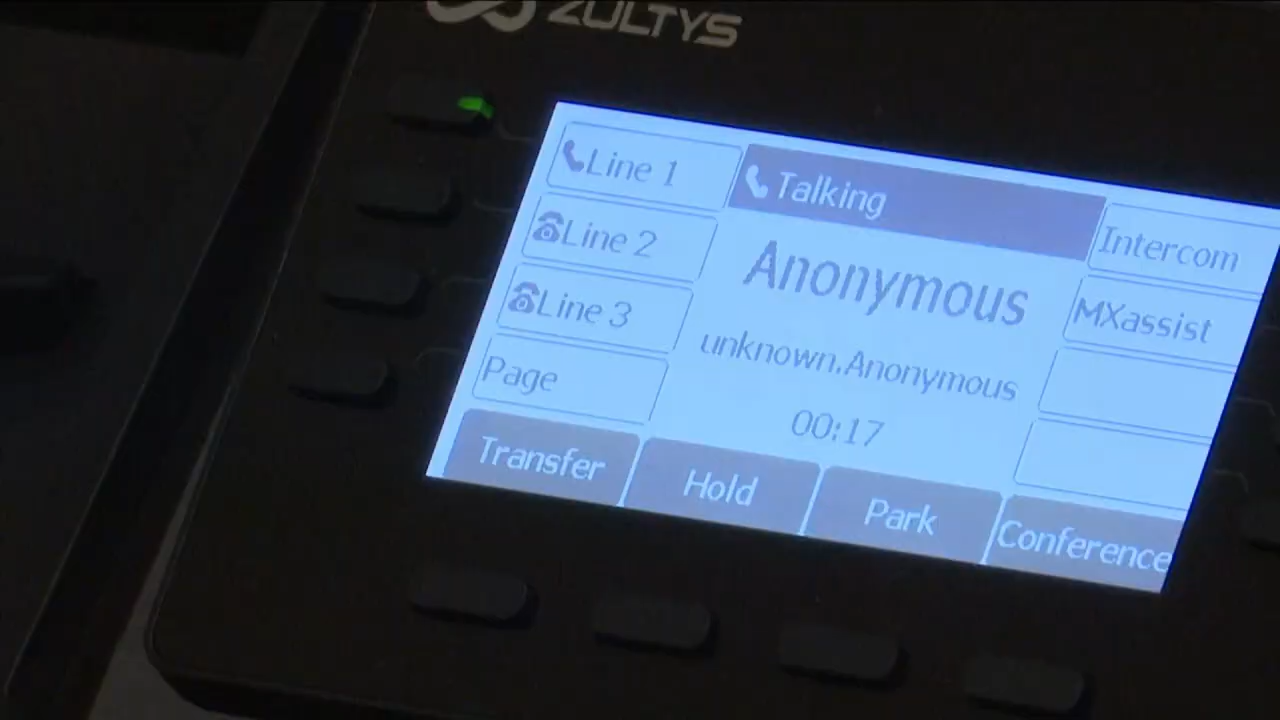 ZULTYS
Line 1
Talking
Intercom
Line 2
Anonymous
MXassist
Line 3
unknown.Anonymous
Page
00:17
Transfer
Hold
Park
Conference